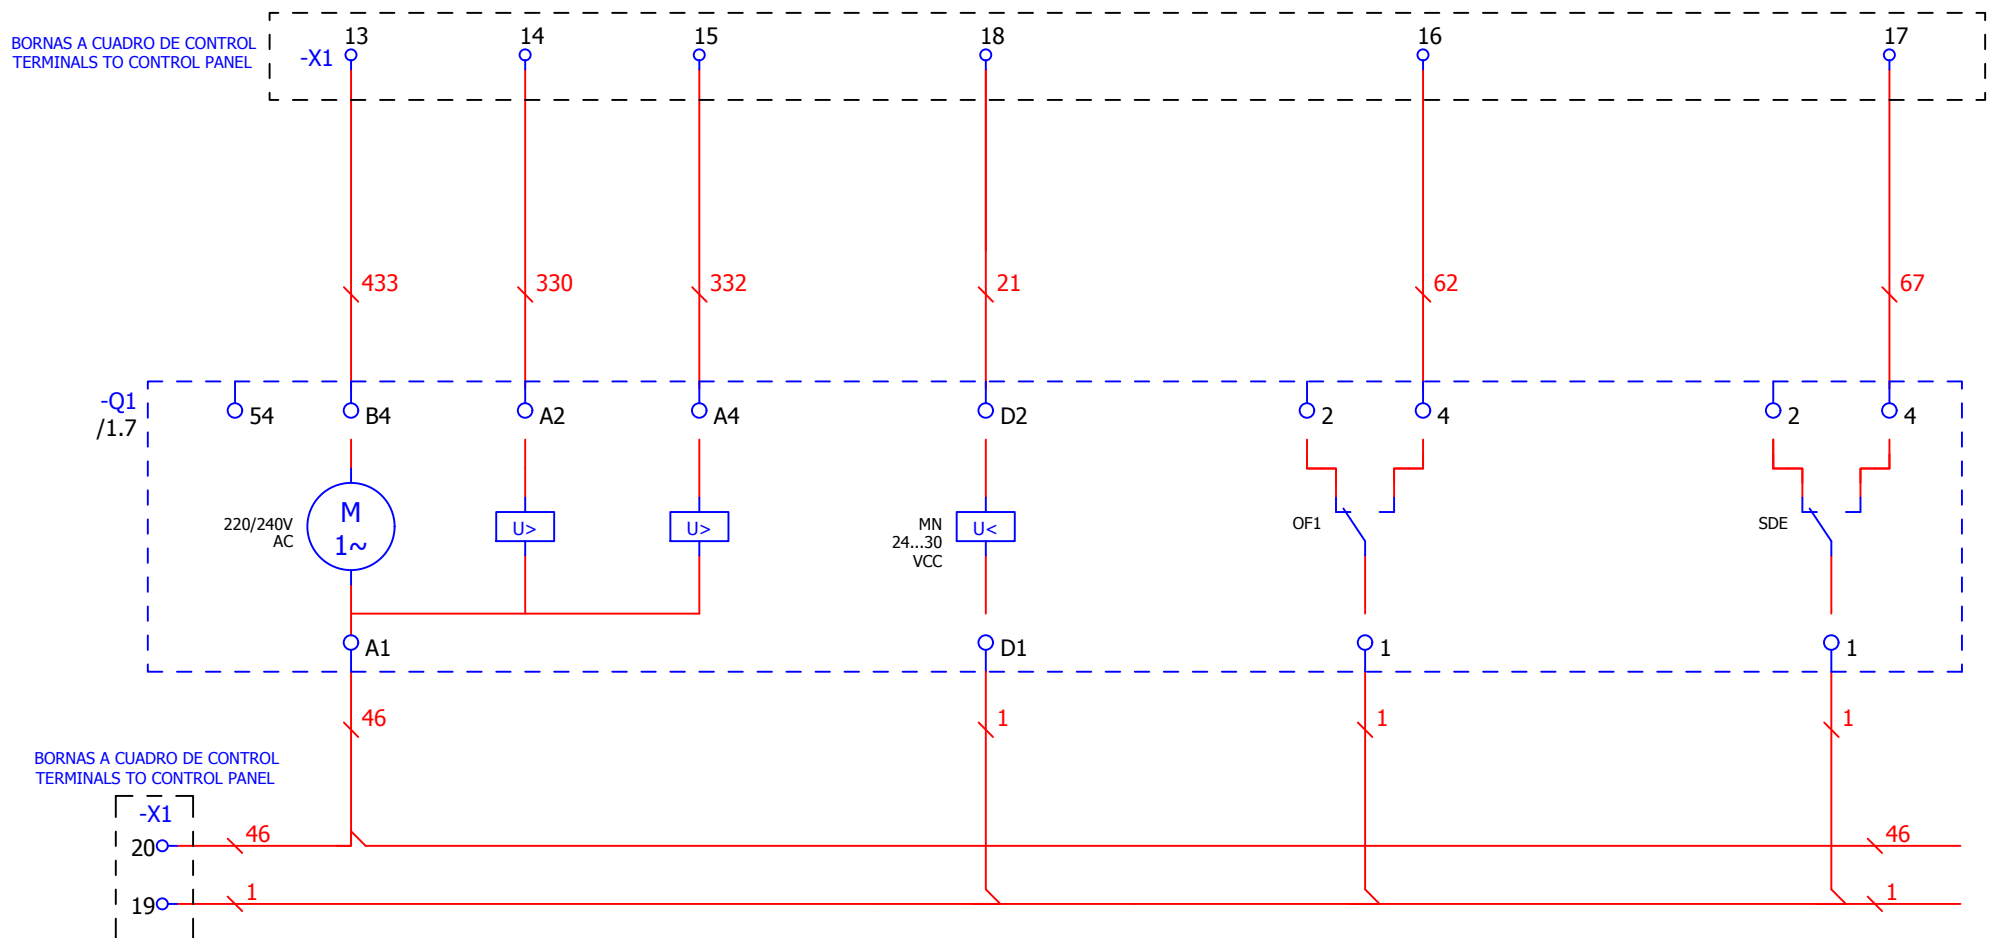 BORNAS A CUADRO DE CONTROL
TERMINALS TO CONTROL PANEL
-X1
13
14
15
18
16
17
433
330
332
21
62
67
-Q1
/1.7
54
B4
A2
A4
D2
2
4
2
4
220/240V
AC
M
1~
U>
U>
MN
24...30
VCC
U<
OF1
SDE
A1
D1
1
1
46
1
1
1
BORNAS A CUADRO DE CONTROL
TERMINALS TO CONTROL PANEL
-X1
20
46
46
19
1
1